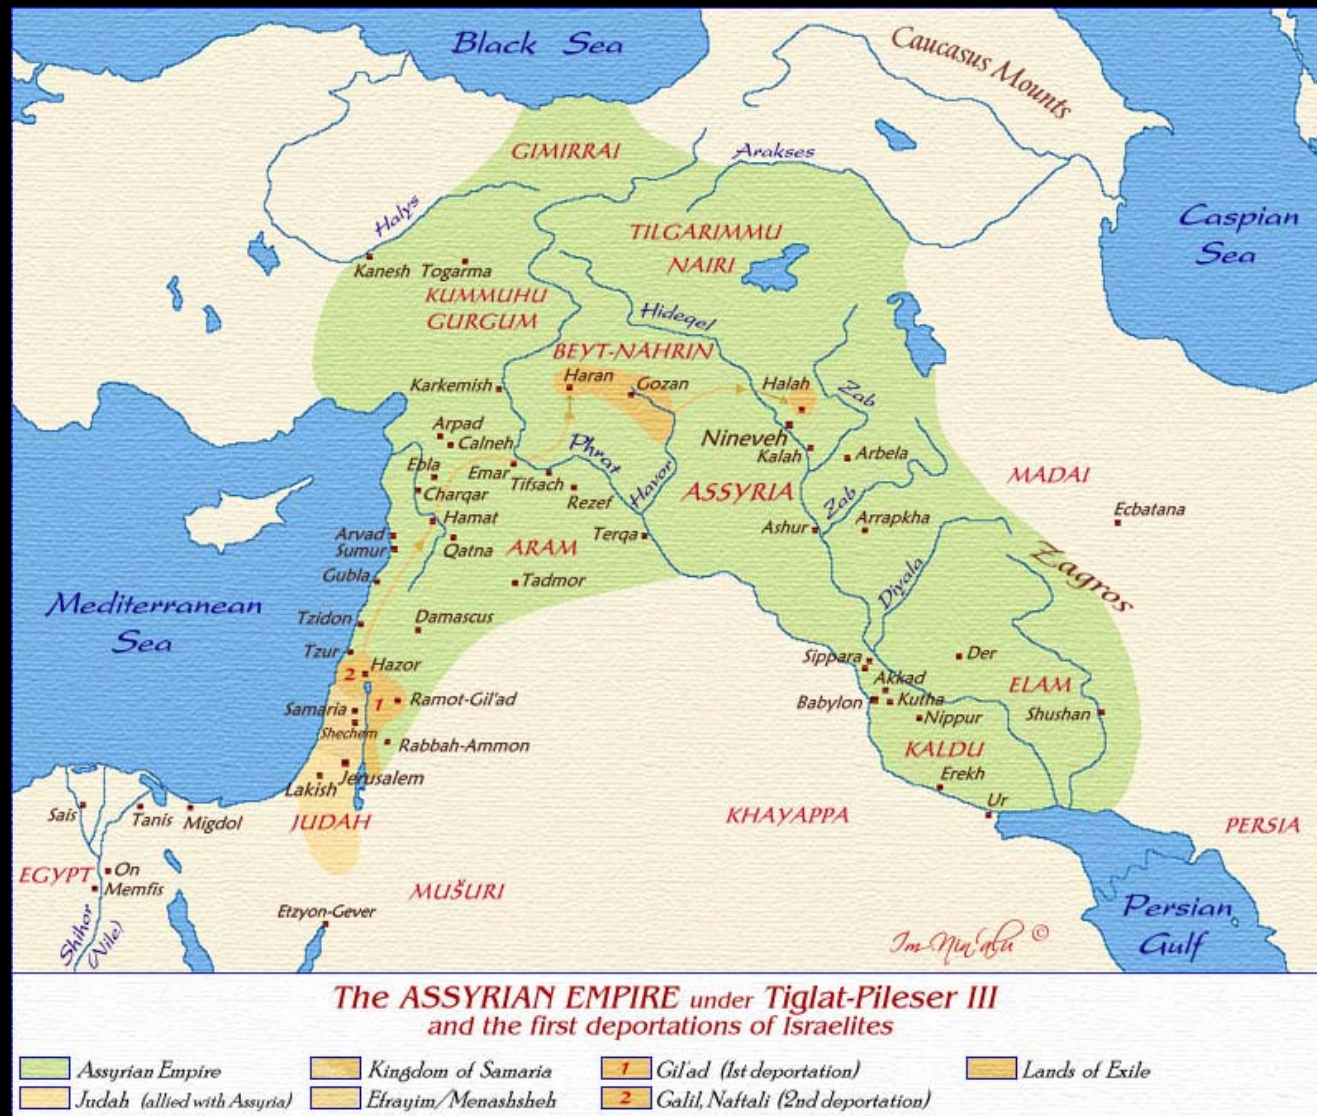 Black Sea
Caucasus Mounts
GIMIRRAI
Arakses
Halys
TILGARIMMU
Caspian
Sea
NAIRI
Kanesh
Togarma
KUMMUHU
GURGUM
Hideqel
BEYT-NAHRIN
Karkemish
Haran
Gozan
Halah
Zab
Arpad
Calneh
Nineveh
Phrat
Kalah
Arbela
Ebla
Emar
Tifsach
Havor
MADAI
Charqar
Rezef
ASSYRIA
Zab
Hamat
Ecbatana
Arvad
Sumur
Qatna
ARAM
Terqa
Ashur
Arrapkha
Zagros
Gubla
Tadmor
Diyala
Mediterranean
Sea
Tzidon
Damascus
Tzur
Sippara
Der
2
Hazor
Akkad
ELAM
1
Ramot-Gil'ad
Babylon
Kutha
Samaria
Nippur
Shushan
Shechem
Rabbah-Ammon
KALDU
Jerusalem
Erekh
Lakish
Ur
Sais
Tanis
Migdol
JUDAH
KHAYAPPA
PERSIA
EGYPT
On
Memfis
MUŠURI
Etzyon-Gever
Persian
Gulf
Shihor
(Nile)
Im Nin'alu ©
The ASSYRIAN EMPIRE under Tiglat-Pileser III
and the first deportations of Israelites
Assyrian Empire
Kingdom of Samaria
1 Gil'ad (1st deportation)
Lands of Exile
Judah (allied with Assyria)
Efrayim/Menashsheh
2 Galil, Naftali (2nd deportation)